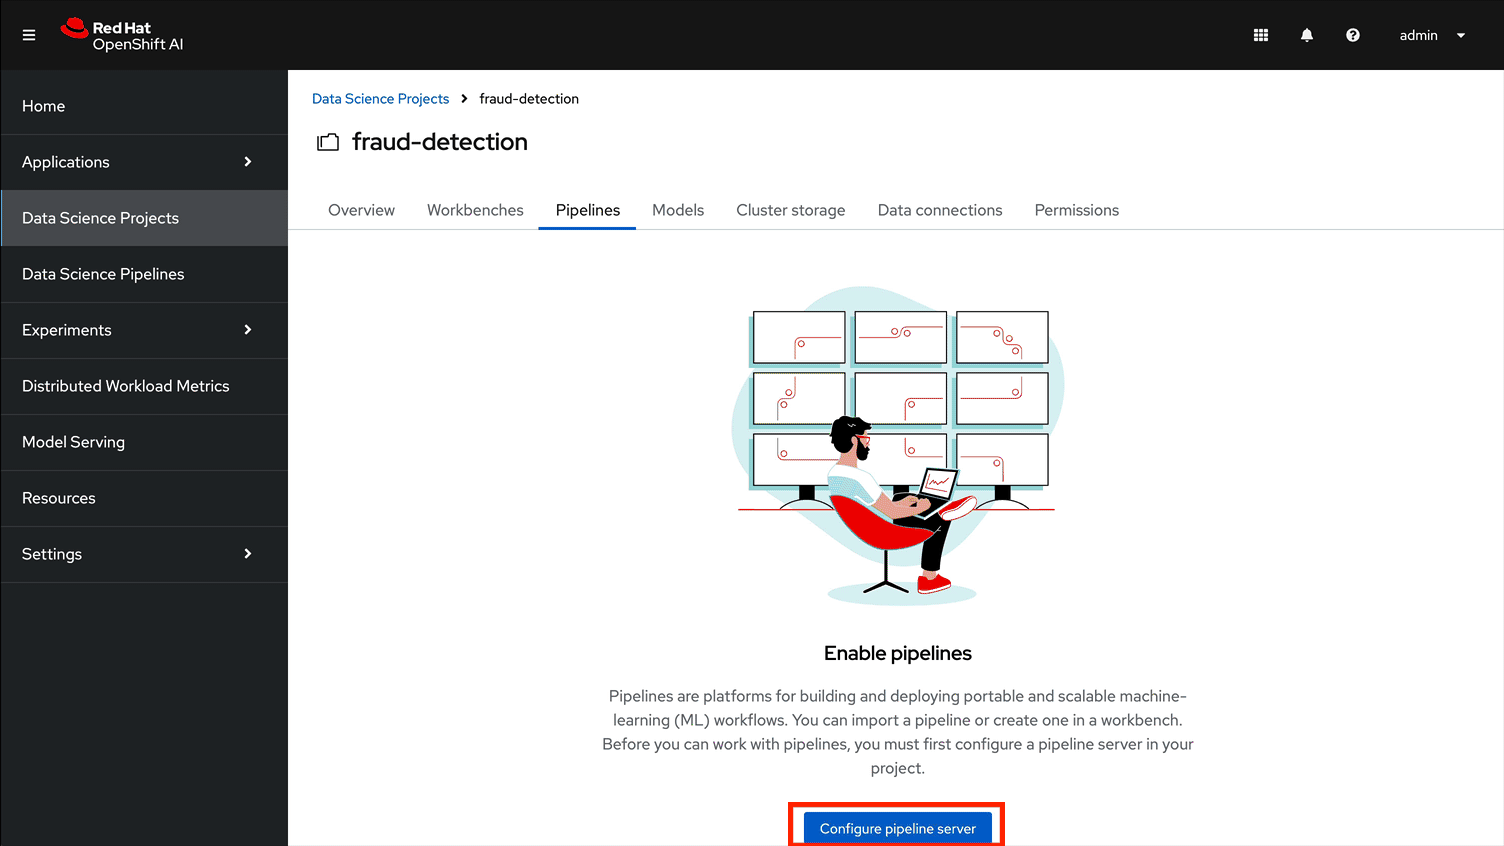 Red Hat
OpenShift AI
admin
Home
Applications
Data Science Projects
Data Science Pipelines
Experiments
Distributed Workload Metrics
Model Serving
Resources
Settings
Data Science Projects > fraud-detection
fraud-detection
Overview Workbenches Pipelines Models Cluster storage Data connections Permissions
Enable pipelines
Pipelines are platforms for building and deploying portable and scalable machine-
learning (ML) workflows. You can import a pipeline or create one in a workbench.
Before you can work with pipelines, you must first configure a pipeline server in your
project.
Configure pipeline server